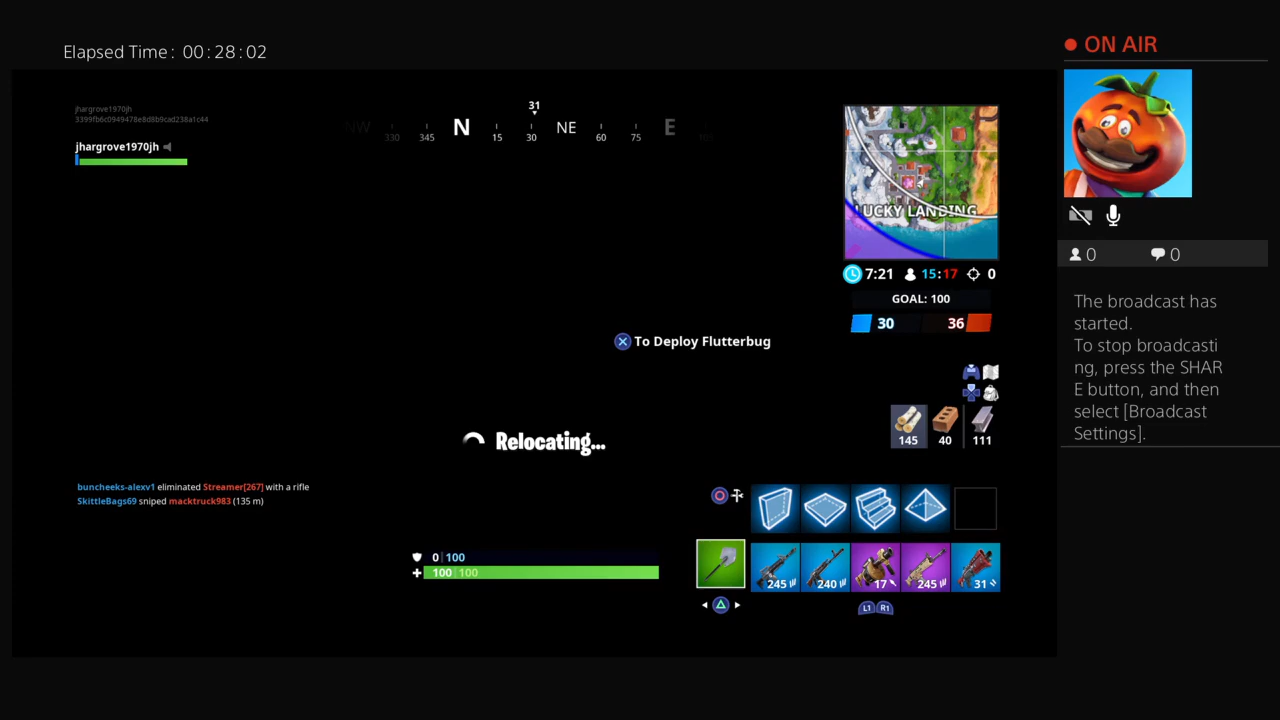 Elapsed Time: 00:28:02
ON AIR
jhargrove1970jh
3399fb6c0949478e8d8b9cad238a1c44
jhargrove1970jh
31
NW 330 345 N 15 30 NE 60 75 E 105
LUCKY LANDING
7:21 15:17 0
GOAL: 100
30 36
0 0
The broadcast has
started.
To stop broadcasti
ng, press the SHAR
E button, and then
select [Broadcast
Settings].
To Deploy Flutterbug
Relocating...
145 40 111
buncheeks-alexv1 eliminated Streamer[267] with a rifle
SkittleBags69 sniped macktruck983 (135 m)
0 | 100
100 | 100
245 240 17 245 31
L1 R1